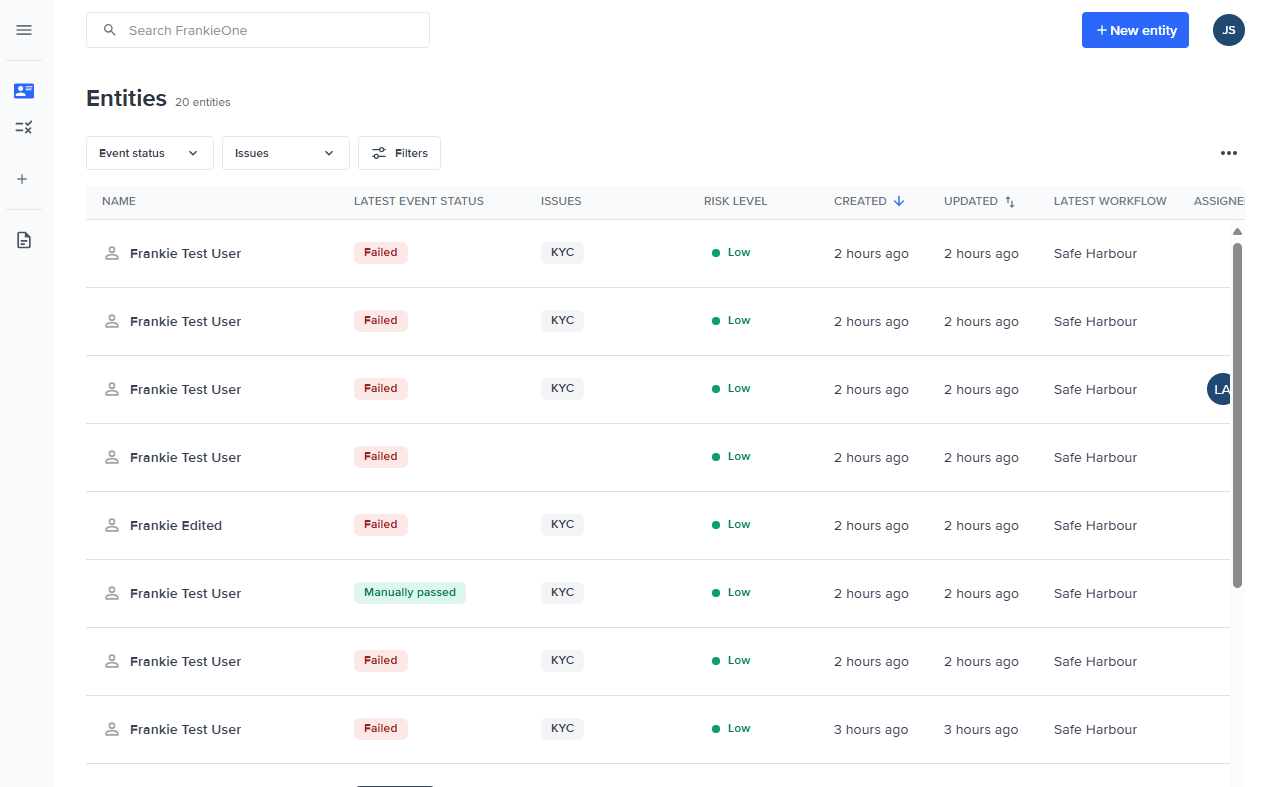 Search FrankieOne
+ New entity
JS
Entities 20 entities
Event status
Issues
Filters
NAME LATEST EVENT STATUS ISSUES RISK LEVEL CREATED UPDATED LATEST WORKFLOW ASSIGNE
Frankie Test User Failed KYC Low 2 hours ago 2 hours ago Safe Harbour
Frankie Test User Failed KYC Low 2 hours ago 2 hours ago Safe Harbour
Frankie Test User Failed KYC Low 2 hours ago 2 hours ago Safe Harbour LA
Frankie Test User Failed Low 2 hours ago 2 hours ago Safe Harbour
Frankie Edited Failed KYC Low 2 hours ago 2 hours ago Safe Harbour
Frankie Test User Manually passed KYC Low 2 hours ago 2 hours ago Safe Harbour
Frankie Test User Failed KYC Low 2 hours ago 2 hours ago Safe Harbour
Frankie Test User Failed KYC Low 3 hours ago 3 hours ago Safe Harbour